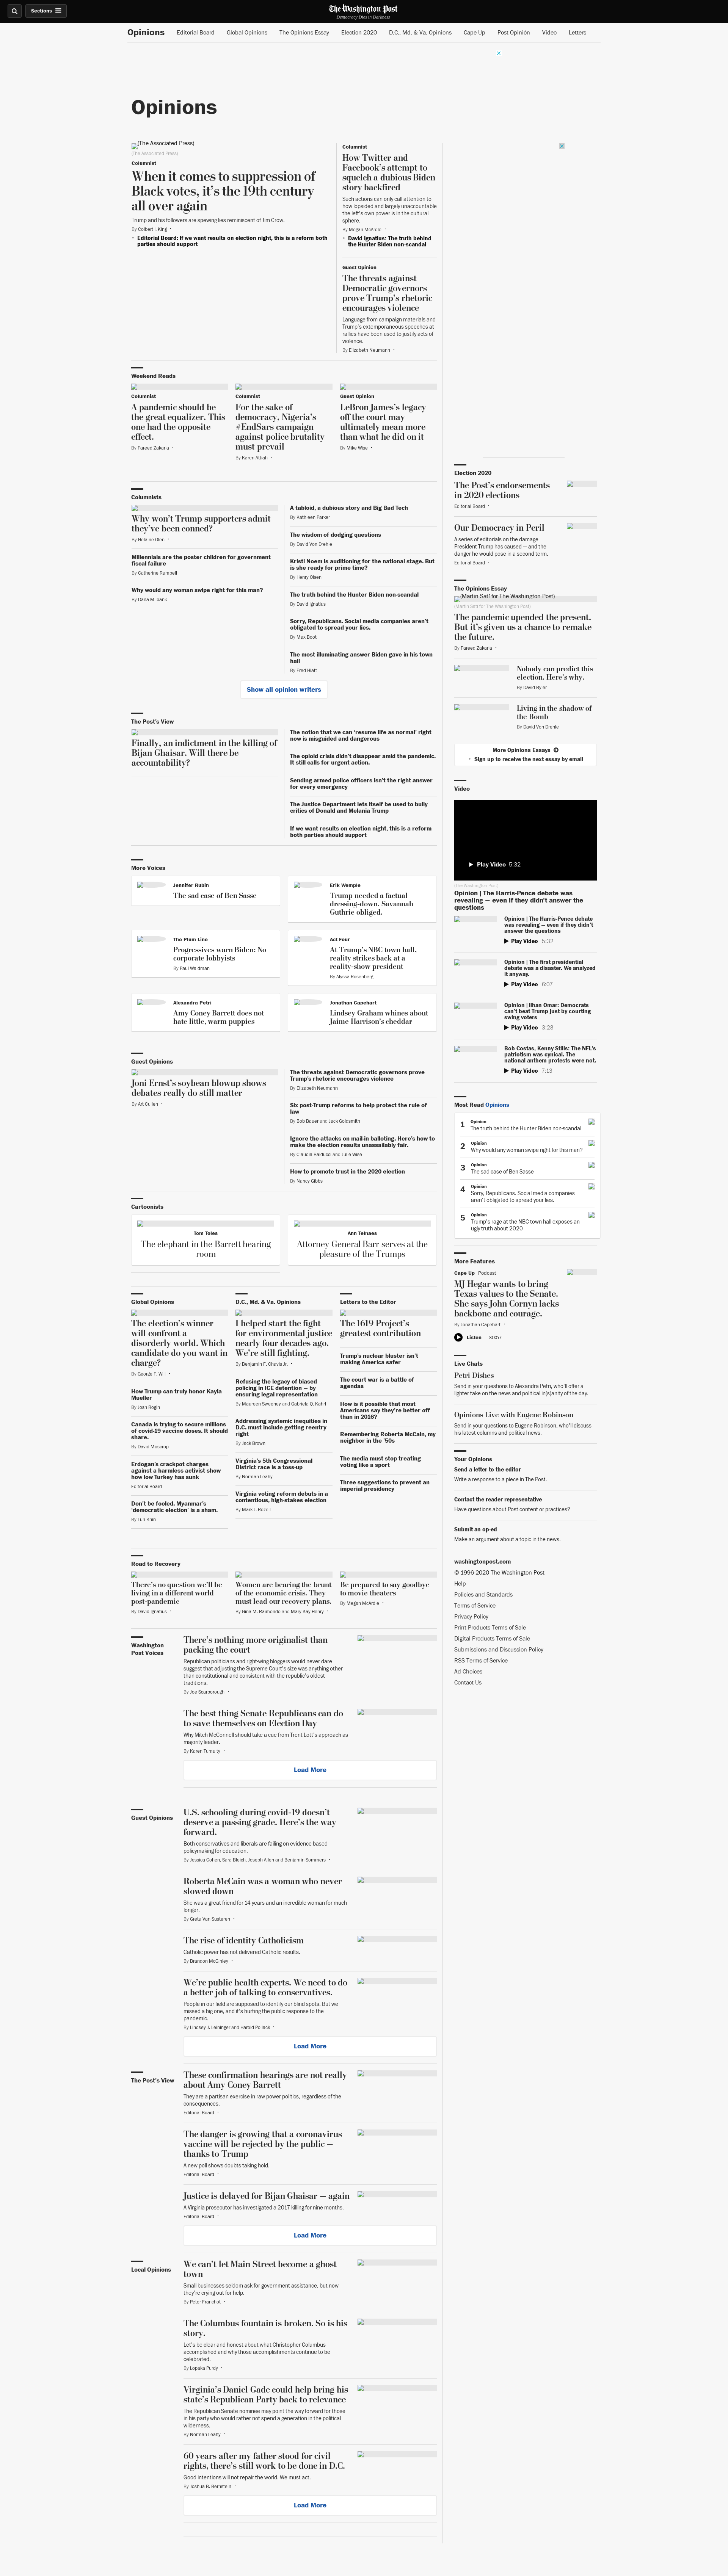 Sections
The Washington Post
Democracy Dies in Darkness
Opinions
Editorial Board
Global Opinions
The Opinions Essay
Election 2020
D.C., Md. & Va. Opinions
Cape Up
Post Opinión
Video
Letters
Opinions
(The Associated Press)
(The Associated Press)
Columnist
When it comes to suppression of
Black votes, it’s the 19th century
all over again
Trump and his followers are spewing lies reminiscent of Jim Crow.
By Colbert I. King •
Editorial Board: If we want results on election night, this is a reform both
parties should support
Columnist
How Twitter and
Facebook’s attempt to
squelch a dubious Biden
story backfired
Such actions can only call attention to
how lopsided and largely unaccountable
the left’s own power is in the cultural
sphere.
By Megan McArdle •
David Ignatius: The truth behind
the Hunter Biden non-scandal
Guest Opinion
The threats against
Democratic governors
prove Trump’s rhetoric
encourages violence
Language from campaign materials and
Trump’s extemporaneous speeches at
rallies have been used to justify acts of
violence.
By Elizabeth Neumann •
Weekend Reads
Columnist
A pandemic should be
the great equalizer. This
one had the opposite
effect.
By Fareed Zakaria •
Columnist
For the sake of
democracy, Nigeria’s
#EndSars campaign
against police brutality
must prevail
By Karen Attiah •
Guest Opinion
LeBron James’s legacy
off the court may
ultimately mean more
than what he did on it
By Mike Wise •
Columnists
Why won’t Trump supporters admit
they’ve been conned?
By Helaine Olen •
Millennials are the poster children for government
fiscal failure
By Catherine Rampell
Why would any woman swipe right for this man?
By Dana Milbank
A tabloid, a dubious story and Big Bad Tech
By Kathleen Parker
The wisdom of dodging questions
By David Von Drehle
Kristi Noem is auditioning for the national stage. But
is she ready for prime time?
By Henry Olsen
The truth behind the Hunter Biden non-scandal
By David Ignatius
Sorry, Republicans. Social media companies aren’t
obligated to spread your lies.
By Max Boot
The most illuminating answer Biden gave in his town
hall
By Fred Hiatt
Show all opinion writers
The Post’s View
Finally, an indictment in the killing of
Bijan Ghaisar. Will there be
accountability?
The notion that we can ‘resume life as normal’ right
now is misguided and dangerous
The opioid crisis didn’t disappear amid the pandemic.
It still calls for urgent action.
Sending armed police officers isn’t the right answer
for every emergency
The Justice Department lets itself be used to bully
critics of Donald and Melania Trump
If we want results on election night, this is a reform
both parties should support
More Voices
Jennifer Rubin
The sad case of Ben Sasse
Erik Wemple
Trump needed a factual
dressing-down. Savannah
Guthrie obliged.
The Plum Line
Progressives warn Biden: No
corporate lobbyists
By Paul Waldman
Act Four
At Trump’s NBC town hall,
reality strikes back at a
reality-show president
By Alyssa Rosenberg
Alexandra Petri
Amy Coney Barrett does not
hate little, warm puppies
Jonathan Capehart
Lindsey Graham whines about
Jaime Harrison’s cheddar
Guest Opinions
Joni Ernst’s soybean blowup shows
debates really do still matter
By Art Cullen •
The threats against Democratic governors prove
Trump’s rhetoric encourages violence
By Elizabeth Neumann
Six post-Trump reforms to help protect the rule of
law
By Bob Bauer and Jack Goldsmith
Ignore the attacks on mail-in balloting. Here’s how to
make the election results unassailably fair.
By Claudia Balducci and Julie Wise
How to promote trust in the 2020 election
By Nancy Gibbs
Cartoonists
Tom Toles
The elephant in the Barrett hearing
room
Ann Telnaes
Attorney General Barr serves at the
pleasure of the Trumps
Global Opinions
The election’s winner
will confront a
disorderly world. Which
candidate do you want in
charge?
By George F. Will •
How Trump can truly honor Kayla
Mueller
By Josh Rogin
Canada is trying to secure millions
of covid-19 vaccine doses. It should
share.
By David Moscrop
Erdogan’s crackpot charges
against a harmless activist show
how low Turkey has sunk
Editorial Board
Don’t be fooled. Myanmar’s
‘democratic election’ is a sham.
By Tun Khin
D.C., Md. & Va. Opinions
I helped start the fight
for environmental justice
nearly four decades ago.
We’re still fighting.
By Benjamin F. Chavis Jr. •
Refusing the legacy of biased
policing in ICE detention — by
ensuring legal representation
By Maureen Sweeney and Gabriela Q. Kahrl
Addressing systemic inequities in
D.C. must include getting reentry
right
By Jack Brown
Virginia’s 5th Congressional
District race is a toss-up
By Norman Leahy
Virginia voting reform debuts in a
contentious, high-stakes election
By Mark J. Rozell
Letters to the Editor
The 1619 Project’s
greatest contribution
Trump’s nuclear bluster isn’t
making America safer
The court war is a battle of
agendas
How is it possible that most
Americans say they’re better off
than in 2016?
Remembering Roberta McCain, my
neighbor in the ’50s
The media must stop treating
voting like a sport
Three suggestions to prevent an
imperial presidency
Road to Recovery
There’s no question we’ll be
living in a different world
post-pandemic
By David Ignatius •
Women are bearing the brunt
of the economic crisis. They
must lead our recovery plans.
By Gina M. Raimondo and Mary Kay Henry •
Be prepared to say goodbye
to movie theaters
By Megan McArdle •
Washington
Post Voices
There’s nothing more originalist than
packing the court
Republican politicians and right-wing bloggers would never dare
suggest that adjusting the Supreme Court’s size was anything other
than constitutional and consistent with the republic’s oldest
traditions.
By Joe Scarborough •
The best thing Senate Republicans can do
to save themselves on Election Day
Why Mitch McConnell should take a cue from Trent Lott’s approach as
majority leader.
By Karen Tumulty •
Load More
Guest Opinions
U.S. schooling during covid-19 doesn’t
deserve a passing grade. Here’s the way
forward.
Both conservatives and liberals are failing on evidence-based
policymaking for education.
By Jessica Cohen, Sara Bleich, Joseph Allen and Benjamin Sommers •
Roberta McCain was a woman who never
slowed down
She was a great friend for 14 years and an incredible woman for much
longer.
By Greta Van Susteren •
The rise of identity Catholicism
Catholic power has not delivered Catholic results.
By Brandon McGinley •
We’re public health experts. We need to do
a better job of talking to conservatives.
People in our field are supposed to identify our blind spots. But we
missed a big one, and it’s hurting the public response to the
pandemic.
By Lindsey J. Leininger and Harold Pollack •
Load More
The Post’s View
These confirmation hearings are not really
about Amy Coney Barrett
They are a partisan exercise in raw power politics, regardless of the
consequences.
Editorial Board •
The danger is growing that a coronavirus
vaccine will be rejected by the public —
thanks to Trump
A new poll shows doubts taking hold.
Editorial Board •
Justice is delayed for Bijan Ghaisar — again
A Virginia prosecutor has investigated a 2017 killing for nine months.
Editorial Board •
Load More
Local Opinions
We can’t let Main Street become a ghost
town
Small businesses seldom ask for government assistance, but now
they’re crying out for help.
By Peter Franchot •
The Columbus fountain is broken. So is his
story.
Let’s be clear and honest about what Christopher Columbus
accomplished and why those accomplishments continue to be
celebrated.
By Lopaka Purdy •
Virginia’s Daniel Gade could help bring his
state’s Republican Party back to relevance
The Republican Senate nominee may point the way forward for those
in his party who would rather not spend a generation in the political
wilderness.
By Norman Leahy •
60 years after my father stood for civil
rights, there’s still work to be done in D.C.
Good intentions will not repair the world. We must act.
By Joshua B. Bernstein •
Load More
Election 2020
The Post’s endorsements
in 2020 elections
Editorial Board •
Our Democracy in Peril
A series of editorials on the damage
President Trump has caused — and the
danger he would pose in a second term.
Editorial Board •
The Opinions Essay
(Martin Sati for The Washington Post)
(Martin Sati for The Washington Post)
The pandemic upended the present.
But it’s given us a chance to remake
the future.
By Fareed Zakaria •
Nobody can predict this
election. Here’s why.
By David Byler
Living in the shadow of
the Bomb
By David Von Drehle
More Opinions Essays
Sign up to receive the next essay by email
Video
Play Video 5:32
(The Washington Post)
Opinion | The Harris-Pence debate was
revealing — even if they didn’t answer the
questions
Opinion | The Harris-Pence debate
was revealing — even if they didn’t
answer the questions
Play Video 5:32
Opinion | The first presidential
debate was a disaster. We analyzed
it anyway.
Play Video 6:07
Opinion | Ilhan Omar: Democrats
can’t beat Trump just by courting
swing voters
Play Video 3:28
Bob Costas, Kenny Stills: The NFL’s
patriotism was cynical. The
national anthem protests were not.
Play Video 7:13
Most Read Opinions
1
Opinion
The truth behind the Hunter Biden non-scandal
2
Opinion
Why would any woman swipe right for this man?
3
Opinion
The sad case of Ben Sasse
4
Opinion
Sorry, Republicans. Social media companies
aren’t obligated to spread your lies.
5
Opinion
Trump’s rage at the NBC town hall exposes an
ugly truth about 2020
More Features
Cape Up Podcast
MJ Hegar wants to bring
Texas values to the Senate.
She says John Cornyn lacks
backbone and courage.
By Jonathan Capehart •
Listen 30:57
Live Chats
Petri Dishes
Send in your questions to Alexandra Petri, who’ll offer a
lighter take on the news and political in(s)anity of the day.
Opinions Live with Eugene Robinson
Send in your questions to Eugene Robinson, who’ll discuss
his latest columns and political news.
Your Opinions
Send a letter to the editor
Write a response to a piece in The Post.
Contact the reader representative
Have questions about Post content or practices?
Submit an op-ed
Make an argument about a topic in the news.
washingtonpost.com
© 1996-2020 The Washington Post
Help
Policies and Standards
Terms of Service
Privacy Policy
Print Products Terms of Sale
Digital Products Terms of Sale
Submissions and Discussion Policy
RSS Terms of Service
Ad Choices
Contact Us